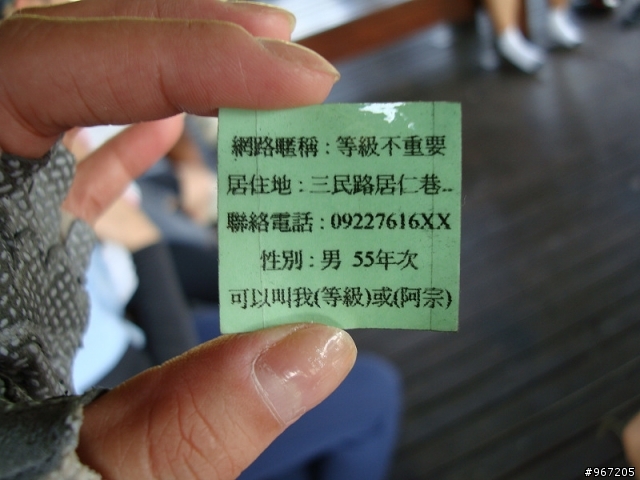 網路暱稱 : 等級不重要
居住地 : 三民路居仁巷..
聯絡電話 : 09227616XX
性別 : 男 55年次
可以叫我(等級)或(阿宗)
#967205